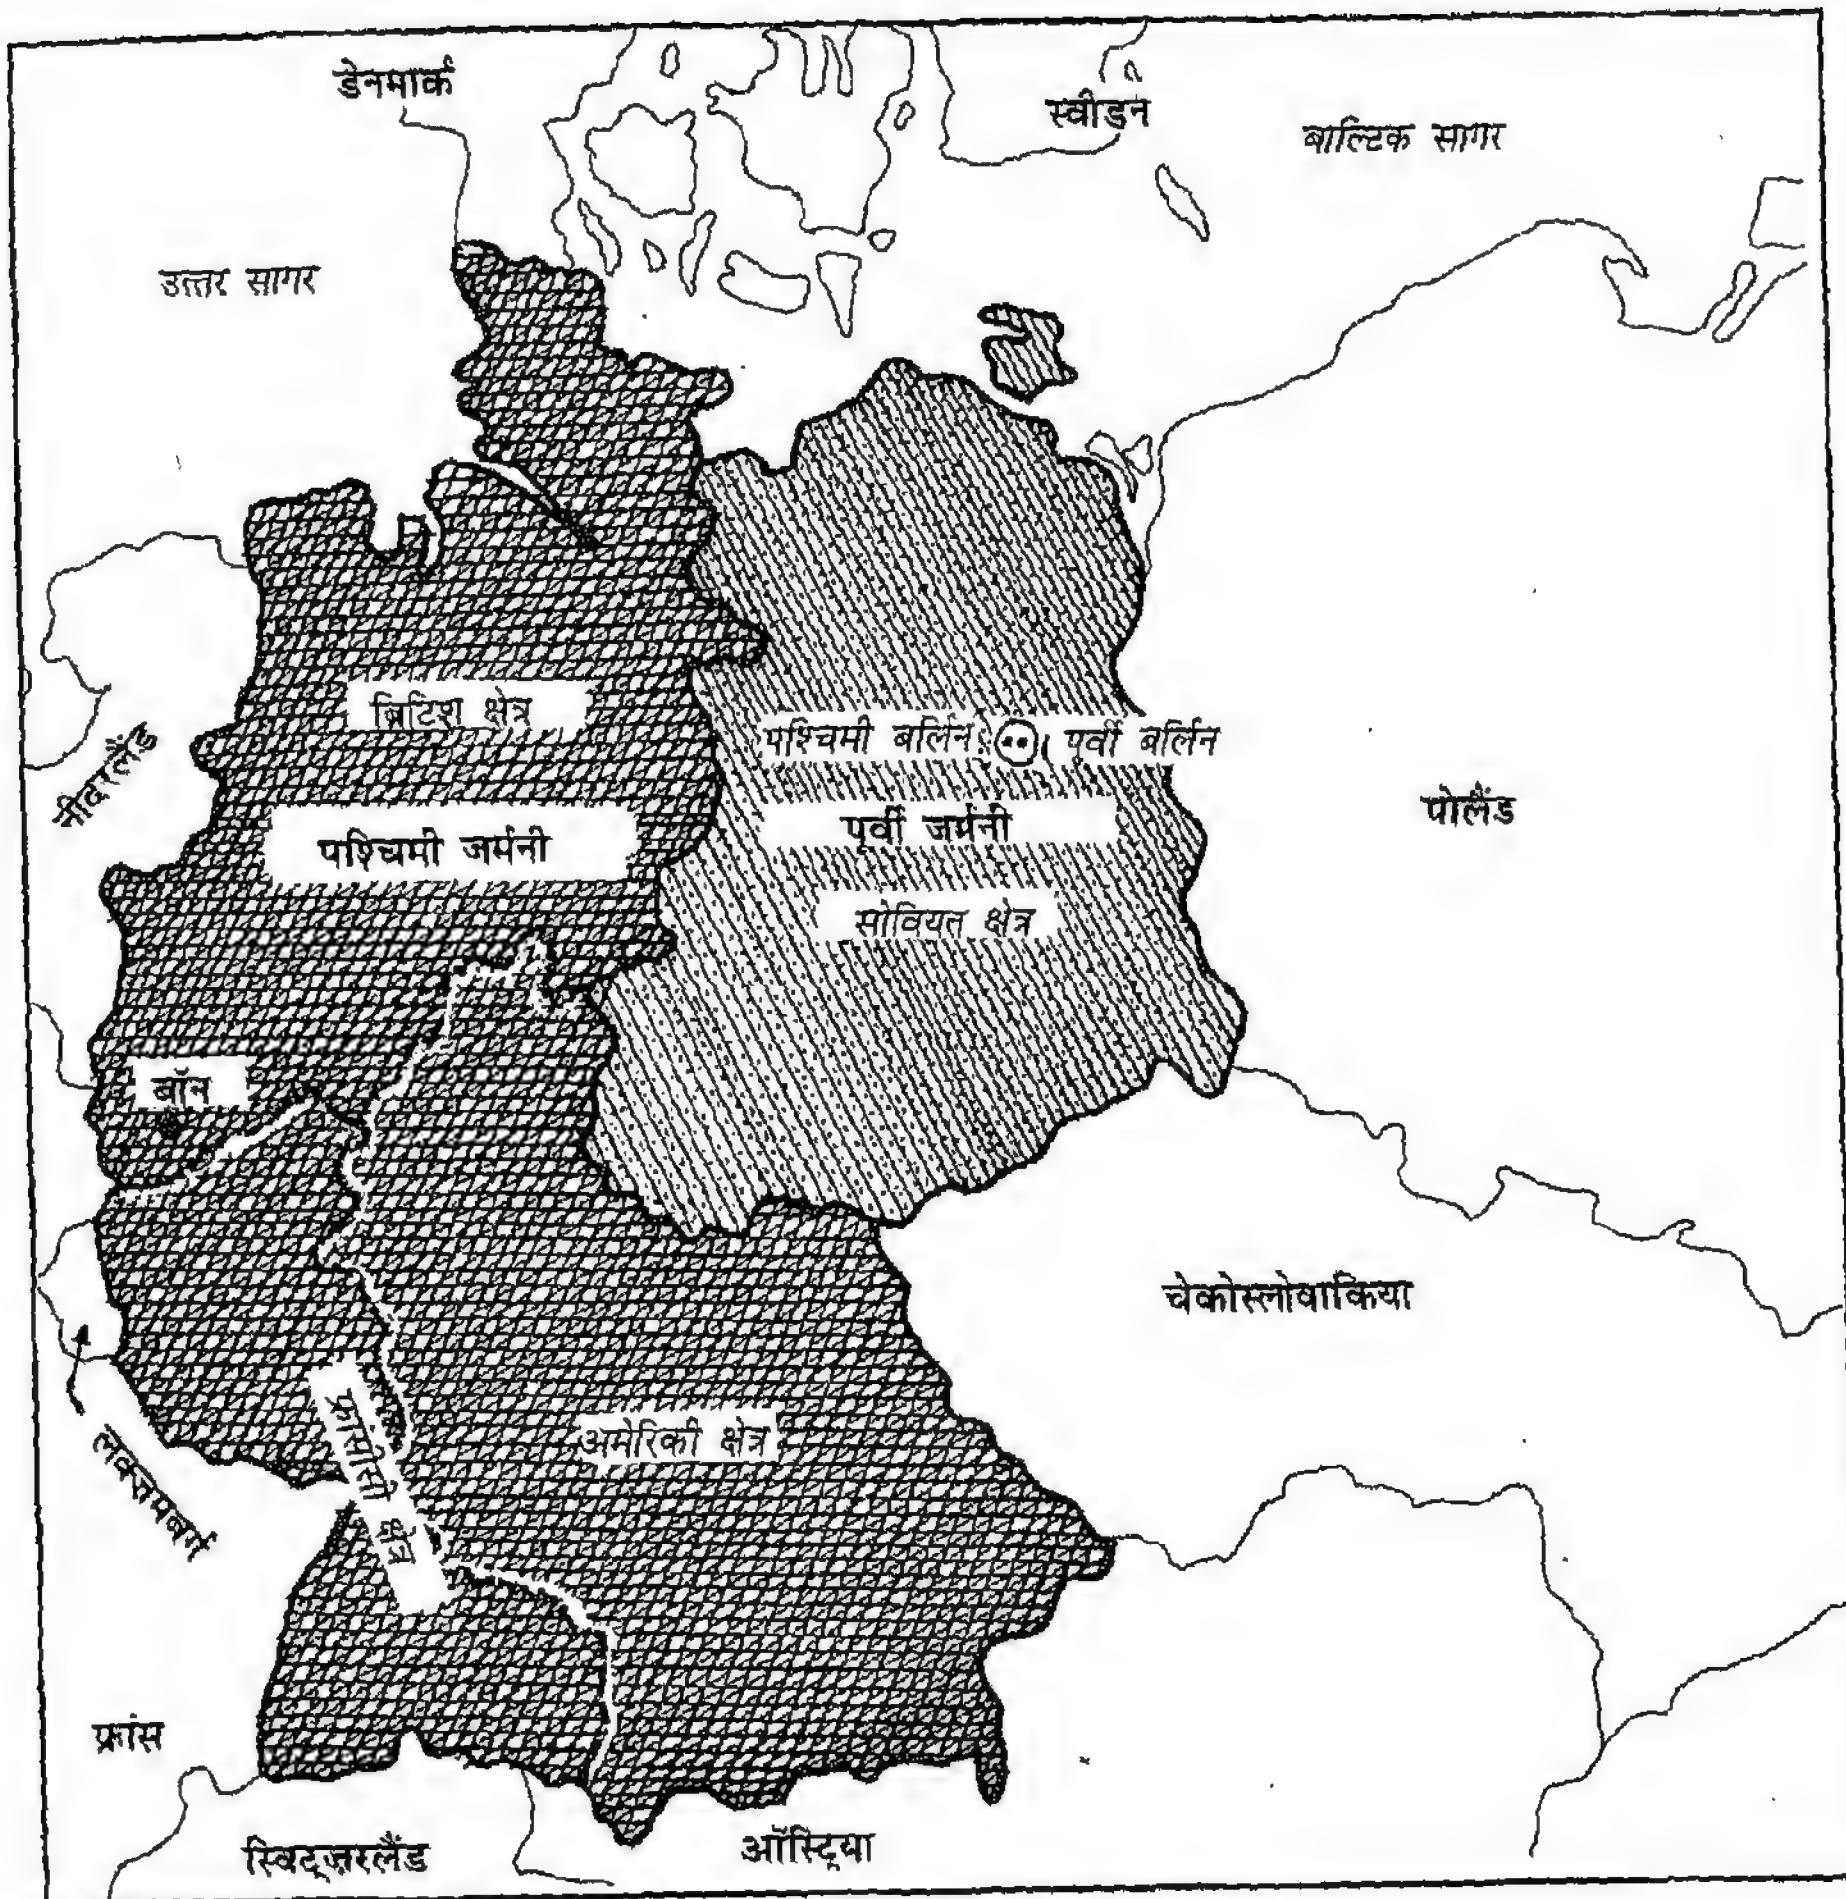 डेनमार्क
स्वीडन
बाल्टिक सागर
उत्तर सागर
ब्रिटिश क्षेत्र
पश्चिमी बर्लिन
पूर्वी बर्लिन
नीदरलैंड
पोलैंड
पश्चिमी जर्मनी
पूर्वी जर्मनी
सोवियत क्षेत्र
बॉन
चेकोस्लोवाकिया
लक्जमबर्ग
फ्रांसीसी क्षेत्र
अमेरिकी क्षेत्र
फ्रांस
स्विट्ज़रलैंड
ऑस्ट्रिया